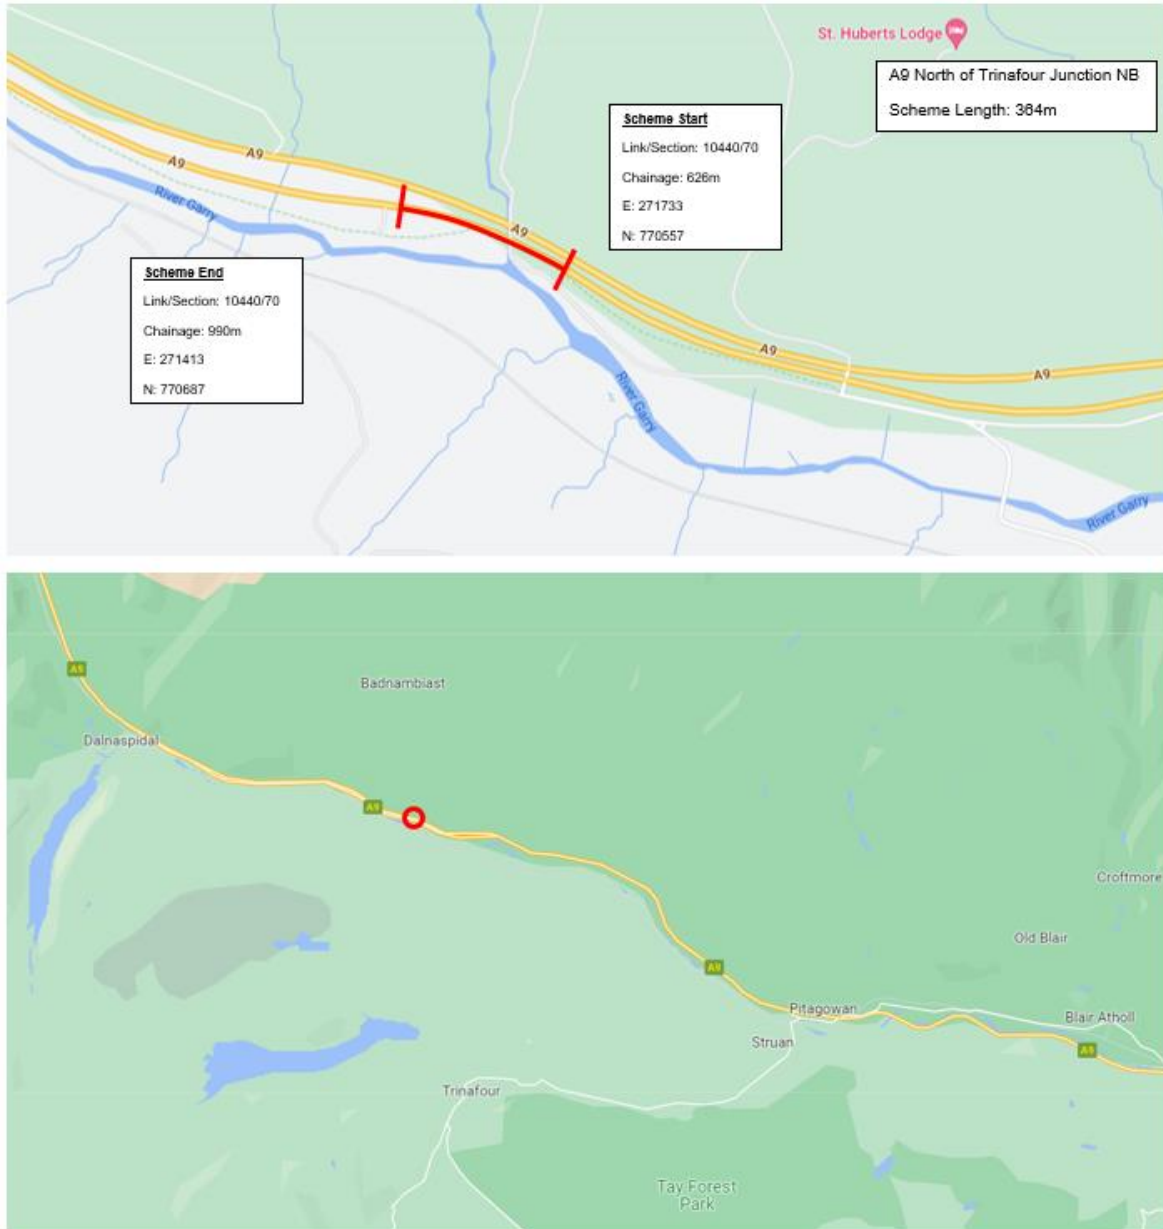 St. Huberts Lodge
A9 North of Trinafour Junction NB
Scheme Length: 364m
Scheme Start
Link/Section: 10440/70
Chainage: 626m
E: 271733
N: 770557
A9
A9
River Garry
A9
Scheme End
Link/Section: 10440/70
Chainage: 990m
E: 271413
N: 770687
A9
A9
River Garry
River Garry
A9
Badnambiast
Dalnaspidal
A9
Croftmore
Old Blair
A9
Pitagowan
Blair Atholl
Struan
A9
Trinafour
Tay Forest
Park